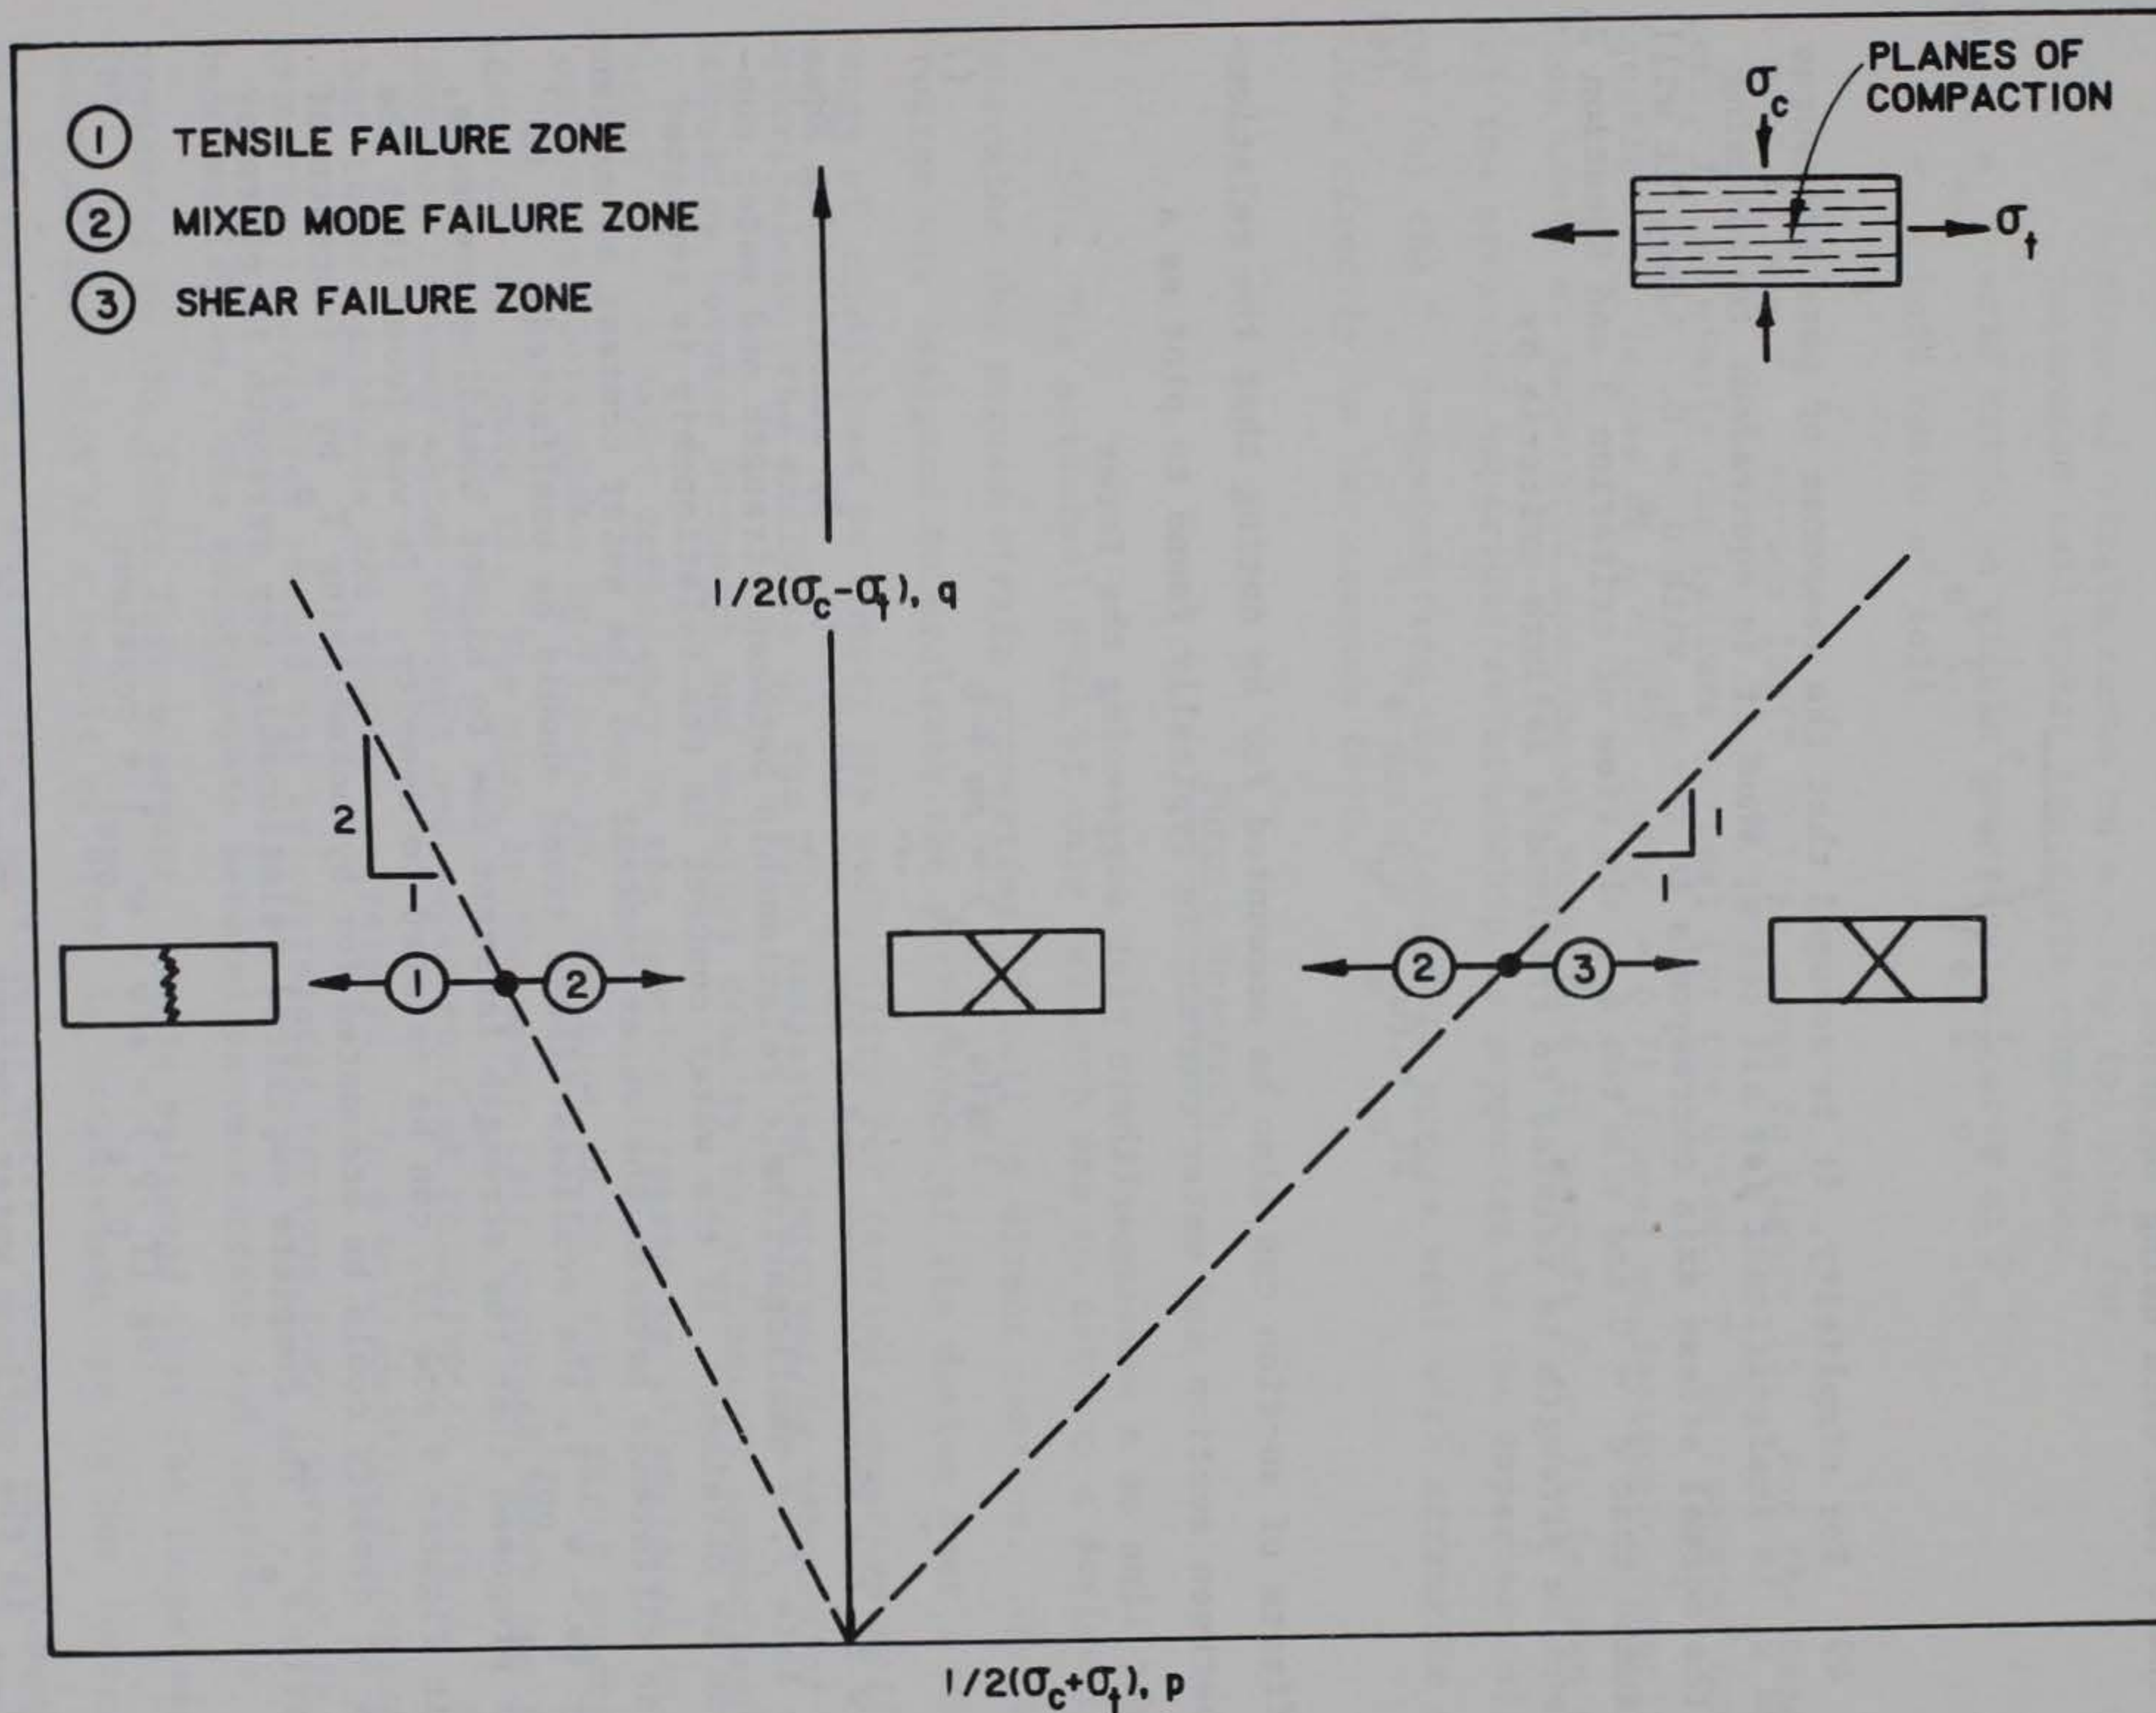 ① TENSILE FAILURE ZONE
② MIXED MODE FAILURE ZONE
③ SHEAR FAILURE ZONE
PLANES OF
COMPACTION
σc
σt
1/2(σc-σt), q
2
1
1
1
① ②
② ③
1/2(σc+σt), p